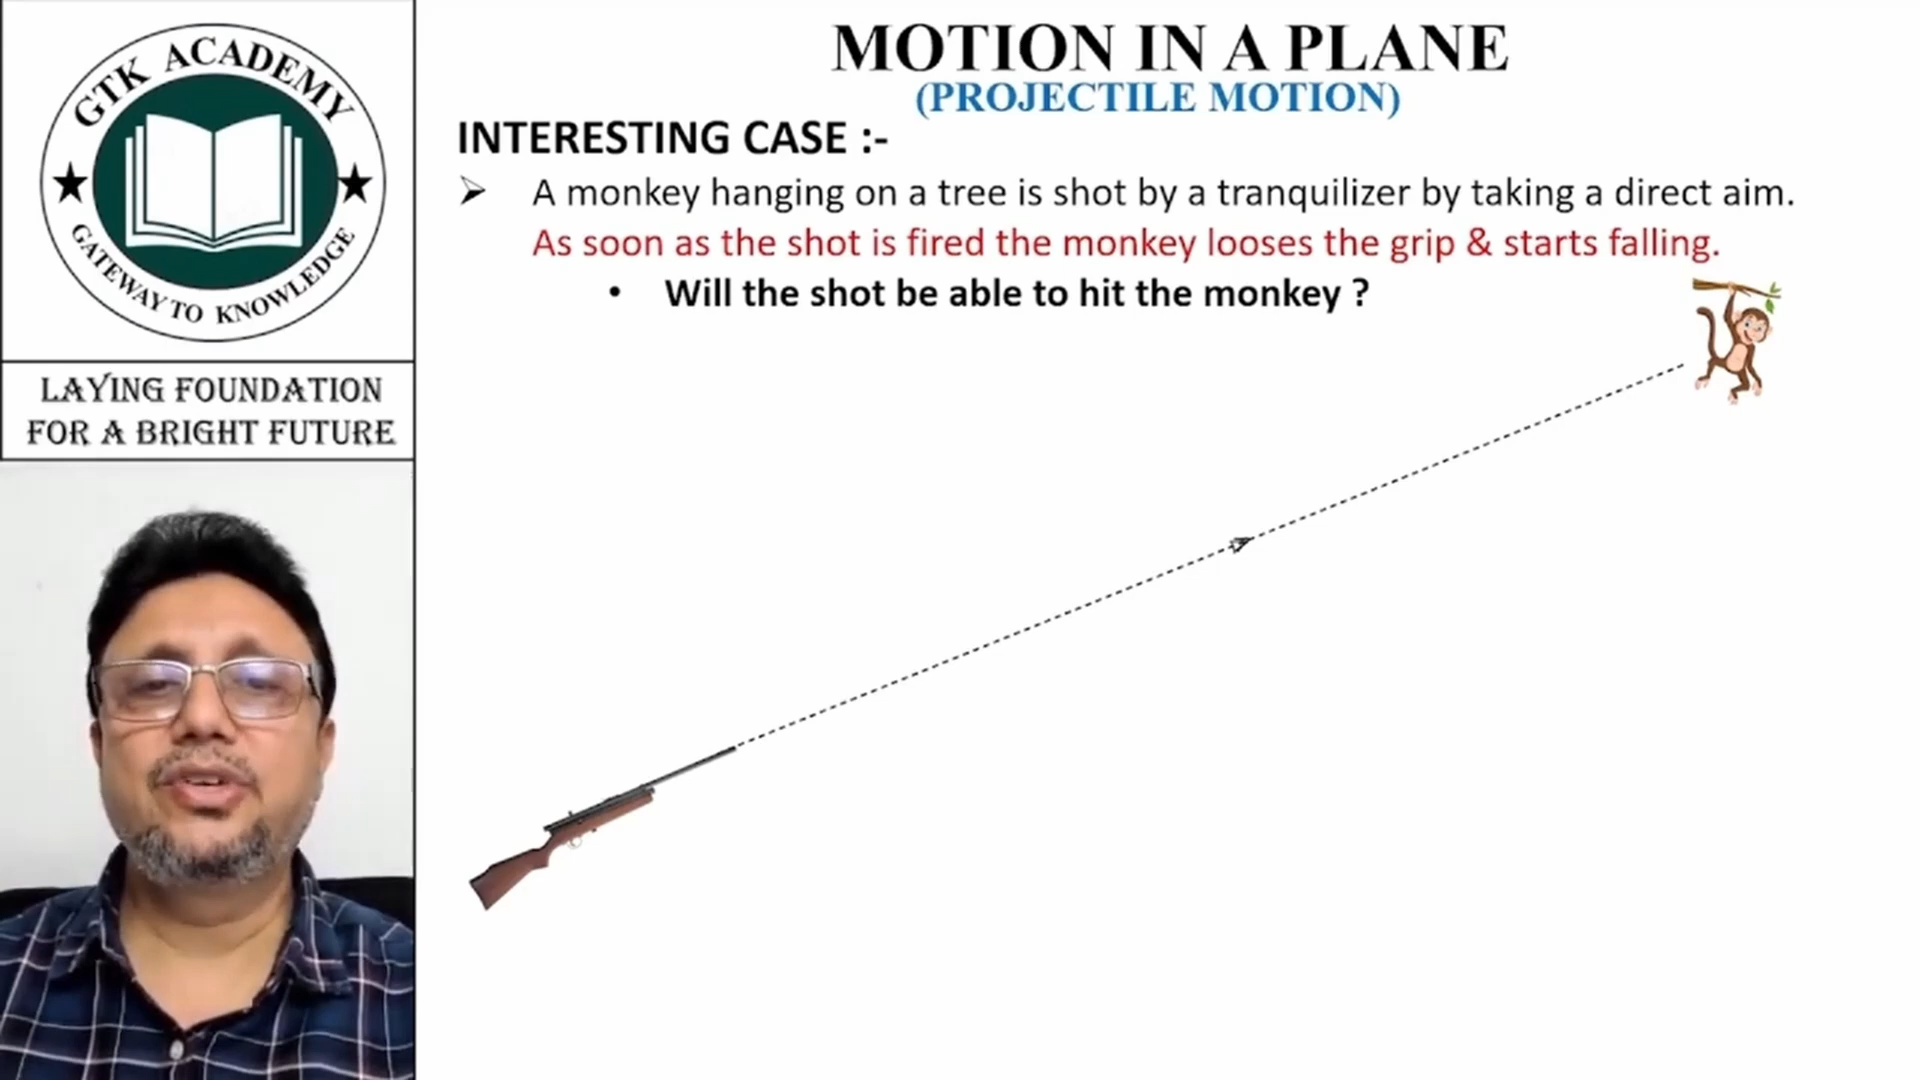 GTK ACADEMY
GATEWAY TO KNOWLEDGE
LAYING FOUNDATION
FOR A BRIGHT FUTURE
MOTION IN A PLANE
(PROJECTILE MOTION)
INTERESTING CASE :-
➢ A monkey hanging on a tree is shot by a tranquilizer by taking a direct aim.
As soon as the shot is fired the monkey looses the grip & starts falling.
• Will the shot be able to hit the monkey ?